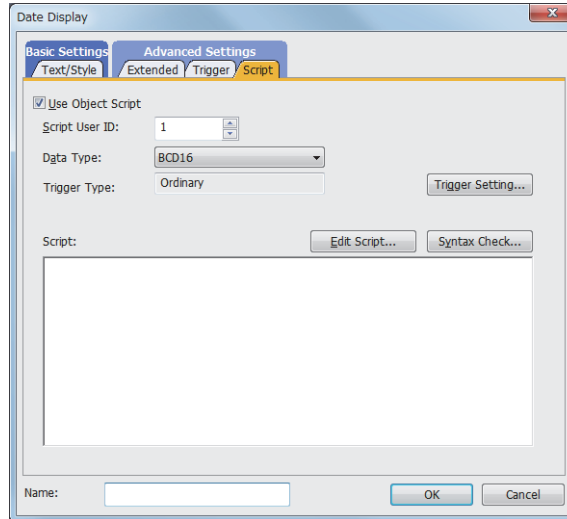 Date Display
Basic Settings Advanced Settings
Text/Style Extended Trigger Script
Use Object Script
Script User ID: 1
Data Type: BCD16
Trigger Type: Ordinary Trigger Setting...
Script: Edit Script... Syntax Check...
Name: OK Cancel